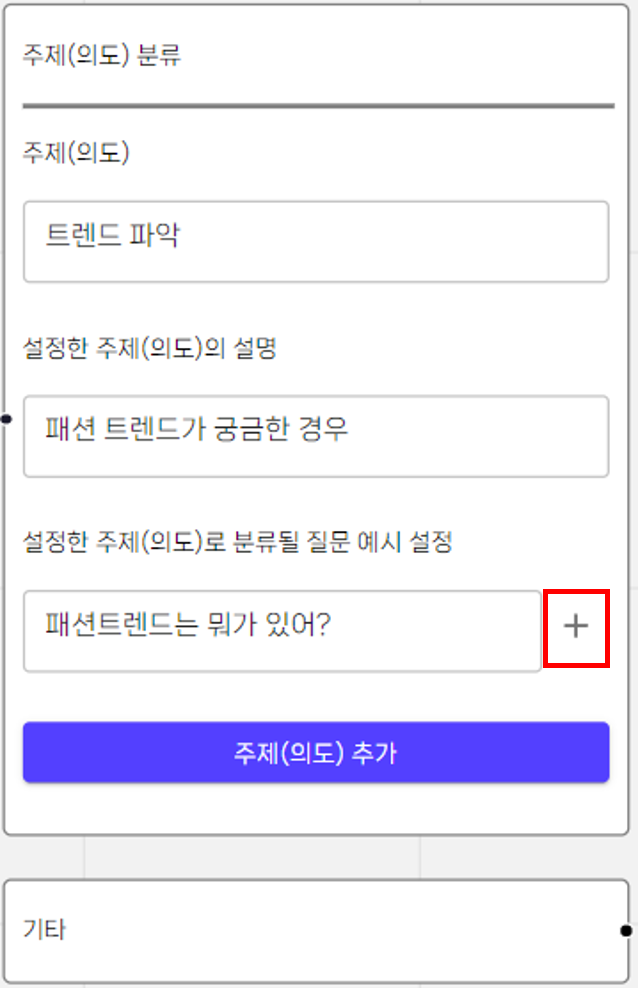 주제(의도) 분류
주제(의도)
트렌드 파악
설정한 주제(의도)의 설명
패션 트렌드가 궁금한 경우
설정한 주제(의도)로 분류될 질문 예시 설정
패션트렌드는 뭐가 있어?
+
주제(의도) 추가
기타